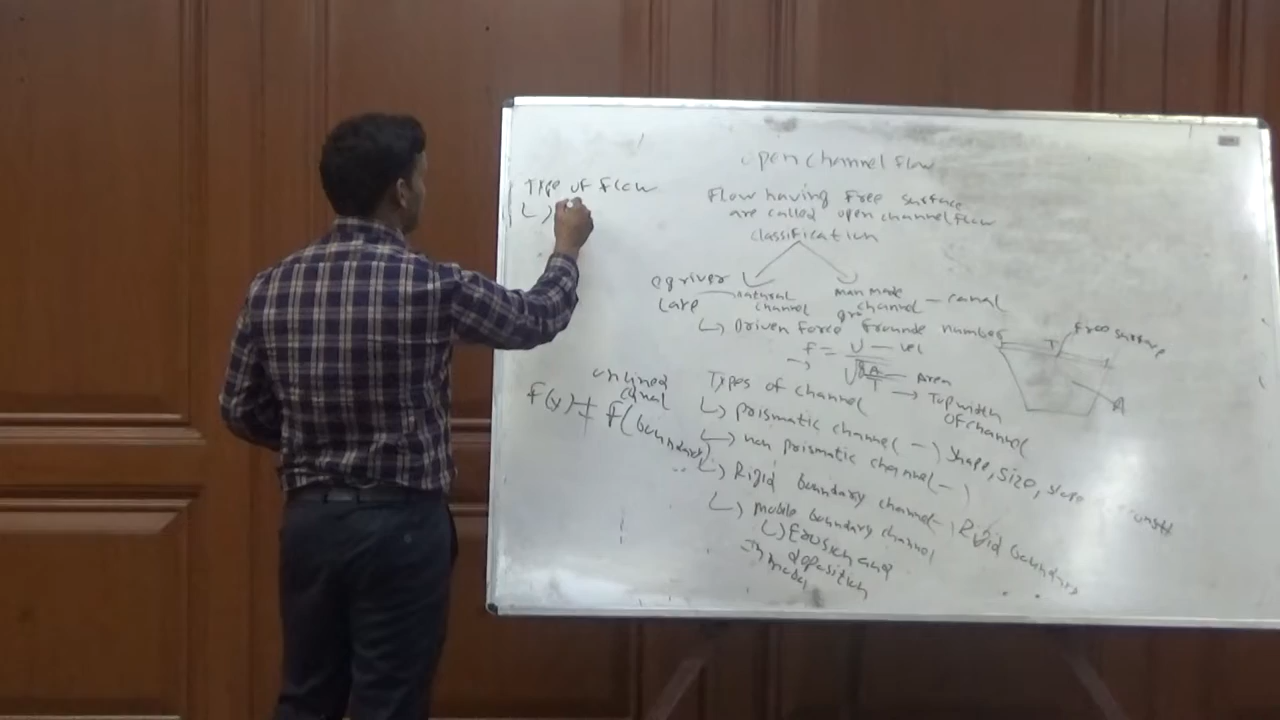 open channel flow
Flow having free surface
are called open channel flow
classification
eg river
natural
channel
man made
channel - canal
Driven force Frounde number
f = V - vel
A - Area
T → Top width
of channel
Free surface
T
A
Types of channel
prismatic channel → shape, size, slope
non prismatic channel -
Rigid boundary channel - Rigid boundary
mobile boundary channel
Erosion and
deposition
Type of flow
unlined
canal
f(y) ≠ f(boundary)